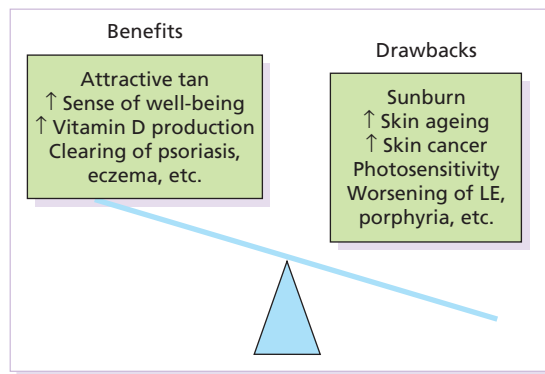 Benefits
Attractive tan
↑ Sense of well-being
↑ Vitamin D production
Clearing of psoriasis,
eczema, etc.
Drawbacks
Sunburn
↑ Skin ageing
↑ Skin cancer
Photosensitivity
Worsening of LE,
porphyria, etc.